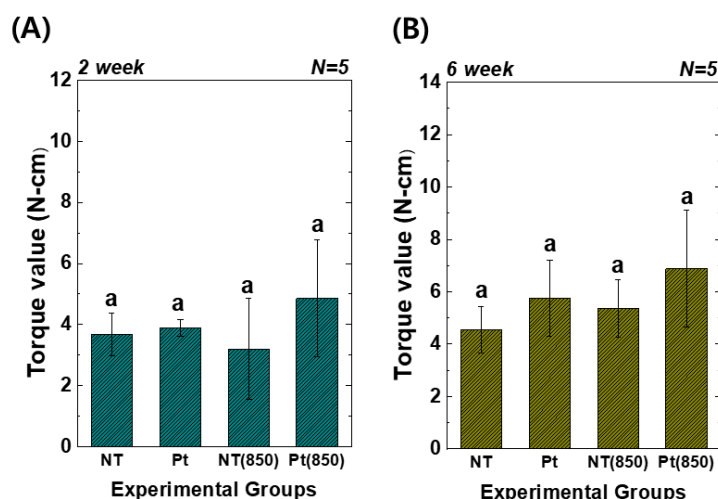 (A)
2 week N=5
Torque value (N-cm)
12
10
8
6
4
2
0
a a a a
NT Pt NT(850) Pt(850)
Experimental Groups
(B)
6 week N=5
Torque value (N-cm)
14
12
10
8
6
4
2
0
a a a a
NT Pt NT(850) Pt(850)
Experimental Groups